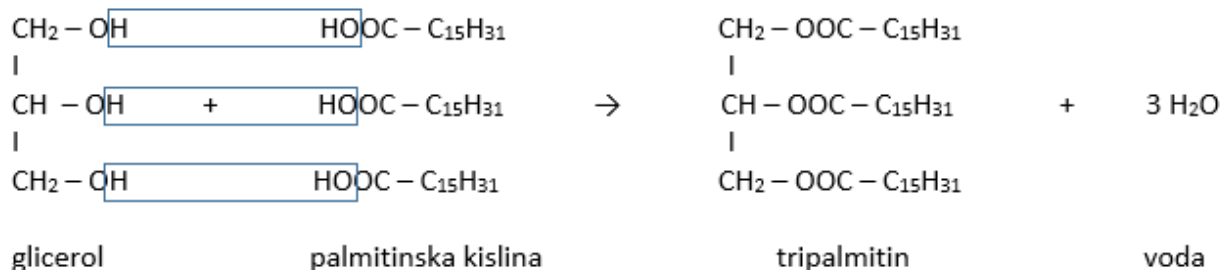 CH₂ – OH HOOC – C₁₅H₃₁ CH₂ – OOC – C₁₅H₃₁
I I
CH – OH + HOOC – C₁₅H₃₁ → CH – OOC – C₁₅H₃₁ + 3 H₂O
I I
CH₂ – OH HOOC – C₁₅H₃₁ CH₂ – OOC – C₁₅H₃₁
glicerol palmitinska kislina tripalmitin voda